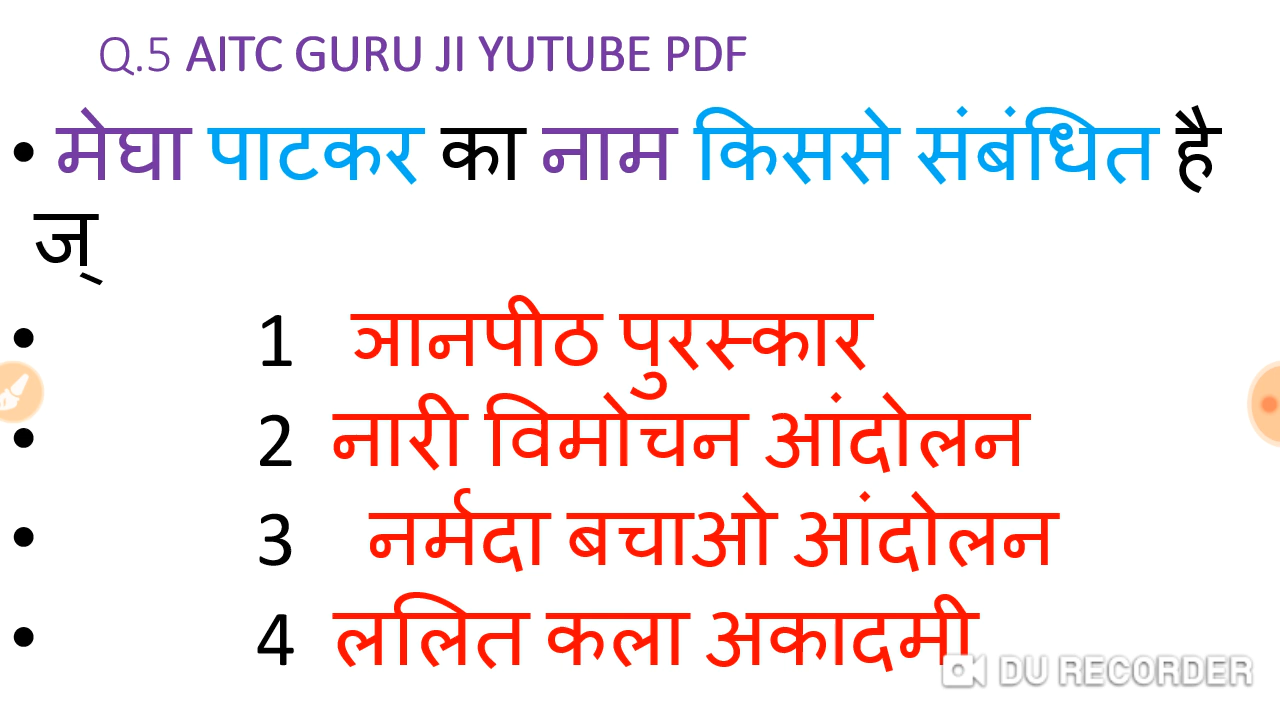 Q.5 AITC GURU JI YUTUBE PDF
• मेघा पाटकर का नाम किससे संबंधित है
ज्
• 1 ञानपीठ पुरस्कार
• 2 नारी विमोचन आंदोलन
• 3 नर्मदा बचाओ आंदोलन
• 4 ललित कला अकादमी
DU RECORDER